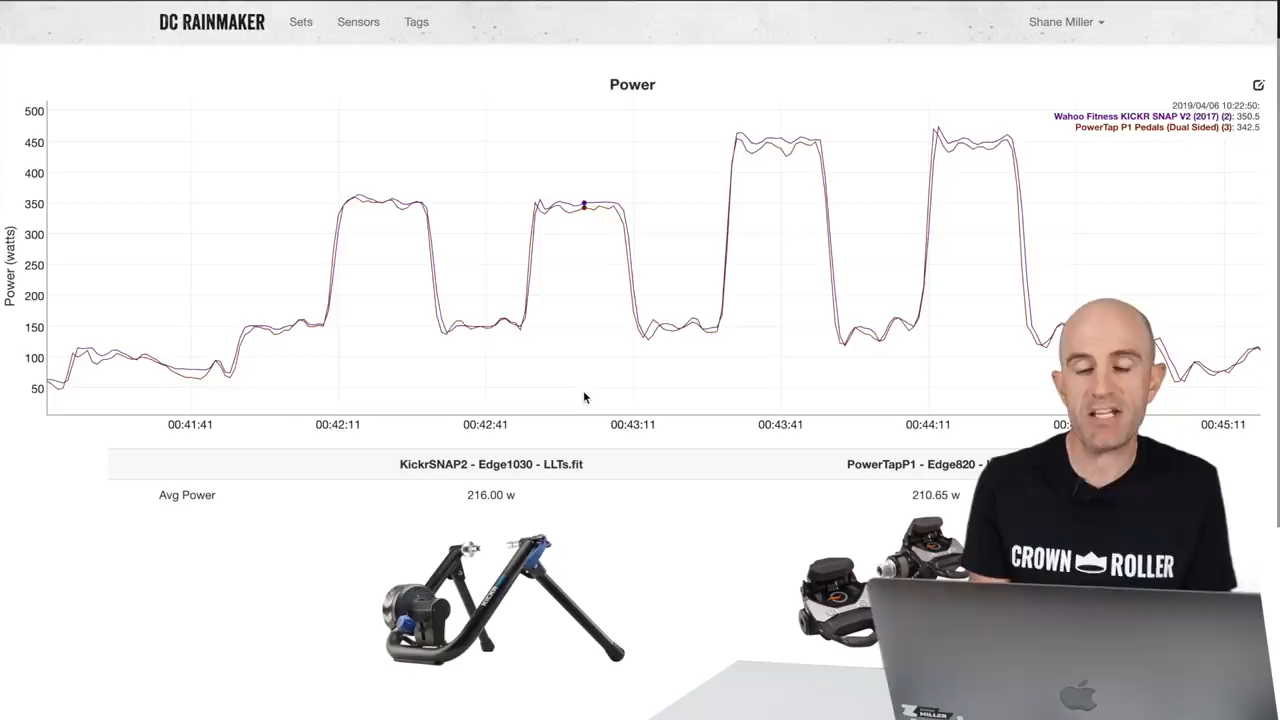 DC RAINMAKER Sets Sensors Tags Shane Miller
Power
2019/04/06 10:22:50:
Wahoo Fitness KICKR SNAP V2 (2017) (2): 350.5
PowerTap P1 Pedals (Dual Sided) (3): 342.5
500
450
400
350
300
250
200
150
100
50
Power (watts)
00:41:41 00:42:11 00:42:41 00:43:11 00:43:41 00:44:11 00:45:11
KickrSNAP2 - Edge1030 - LLTs.fit PowerTapP1 - Edge820 -
Avg Power 216.00 w 210.65 w
KICKR
CROWN ROLLER
MILLER